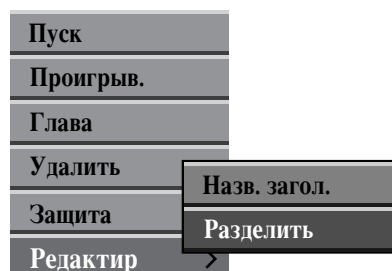 Пуск
Проигрыв.
Глава
Удалить
Назв. загол.
Защита
Разделить
Редактир >